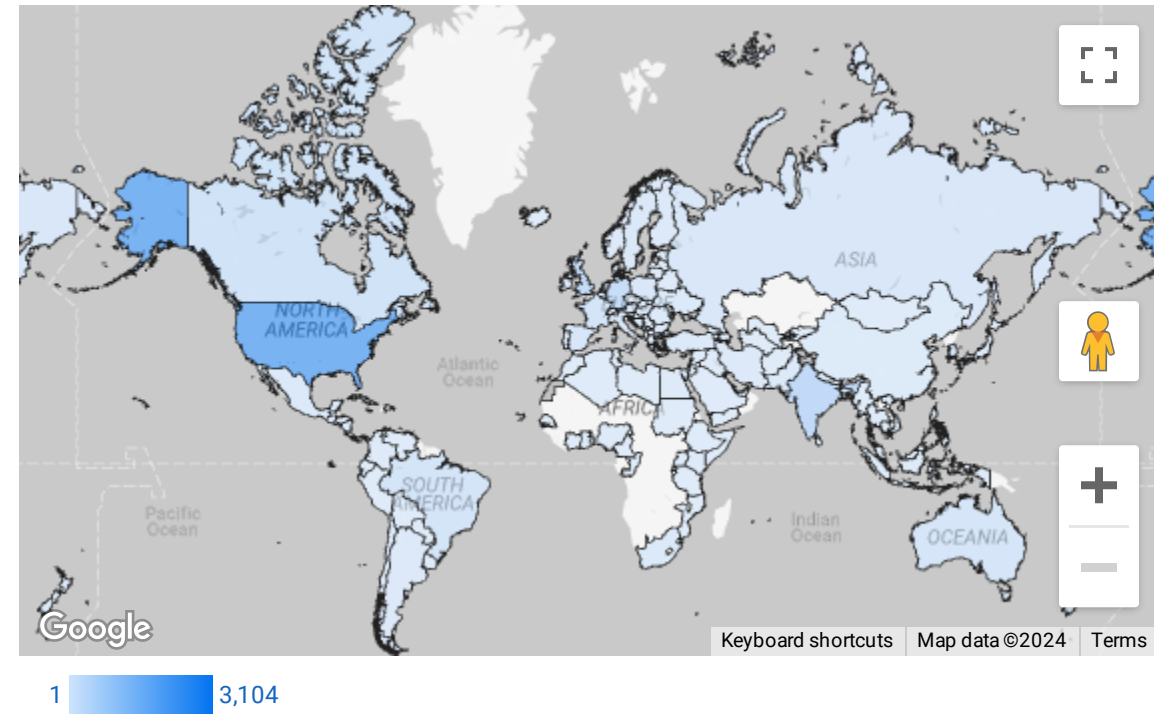 ASIA
NORTH
AMERICA
EUROPE
Atlantic
Ocean
AFRICA
SOUTH
AMERICA
Pacific
Ocean
Indian
Ocean
OCEANIA
Google
Keyboard shortcuts
Map data ©2024
Terms
1
3,104